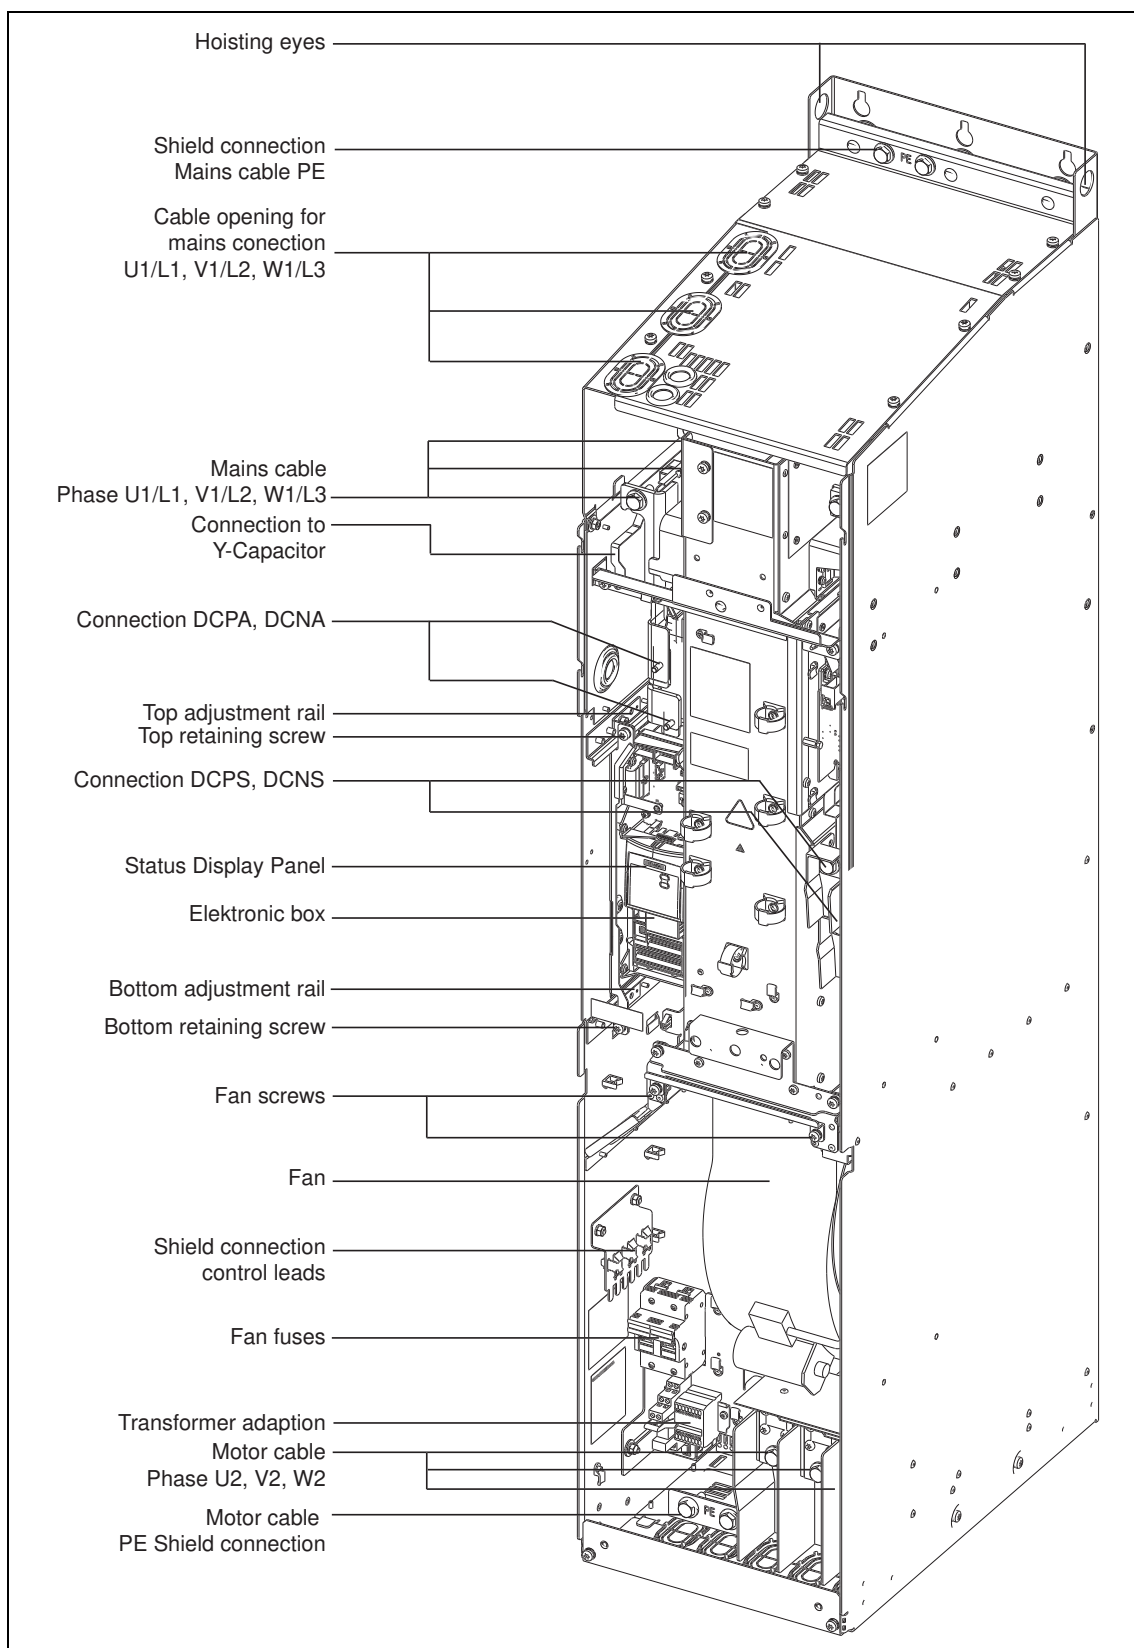 Hoisting eyes
Shield connection
Mains cable PE
PE
Cable opening for
mains conection
U1/L1, V1/L2, W1/L3
Mains cable
Phase U1/L1, V1/L2, W1/L3
Connection to
Y-Capacitor
Connection DCPA, DCNA
Top adjustment rail
Top retaining screw
Connection DCPS, DCNS
Status Display Panel
Elektronic box
Bottom adjustment rail
Bottom retaining screw
Fan screws
Fan
Shield connection
control leads
Fan fuses
Transformer adaption
Motor cable
Phase U2, V2, W2
Motor cable
PE Shield connection
PE